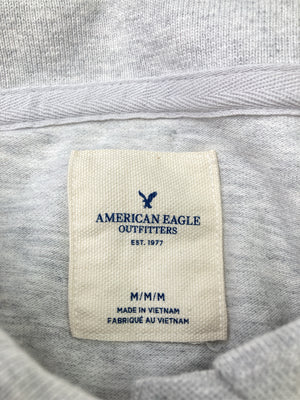 AMERICAN EAGLE
OUTFITTERS
EST. 1977
M/M/M
MADE IN VIETNAM
FABRIQUÉ AU VIETNAM